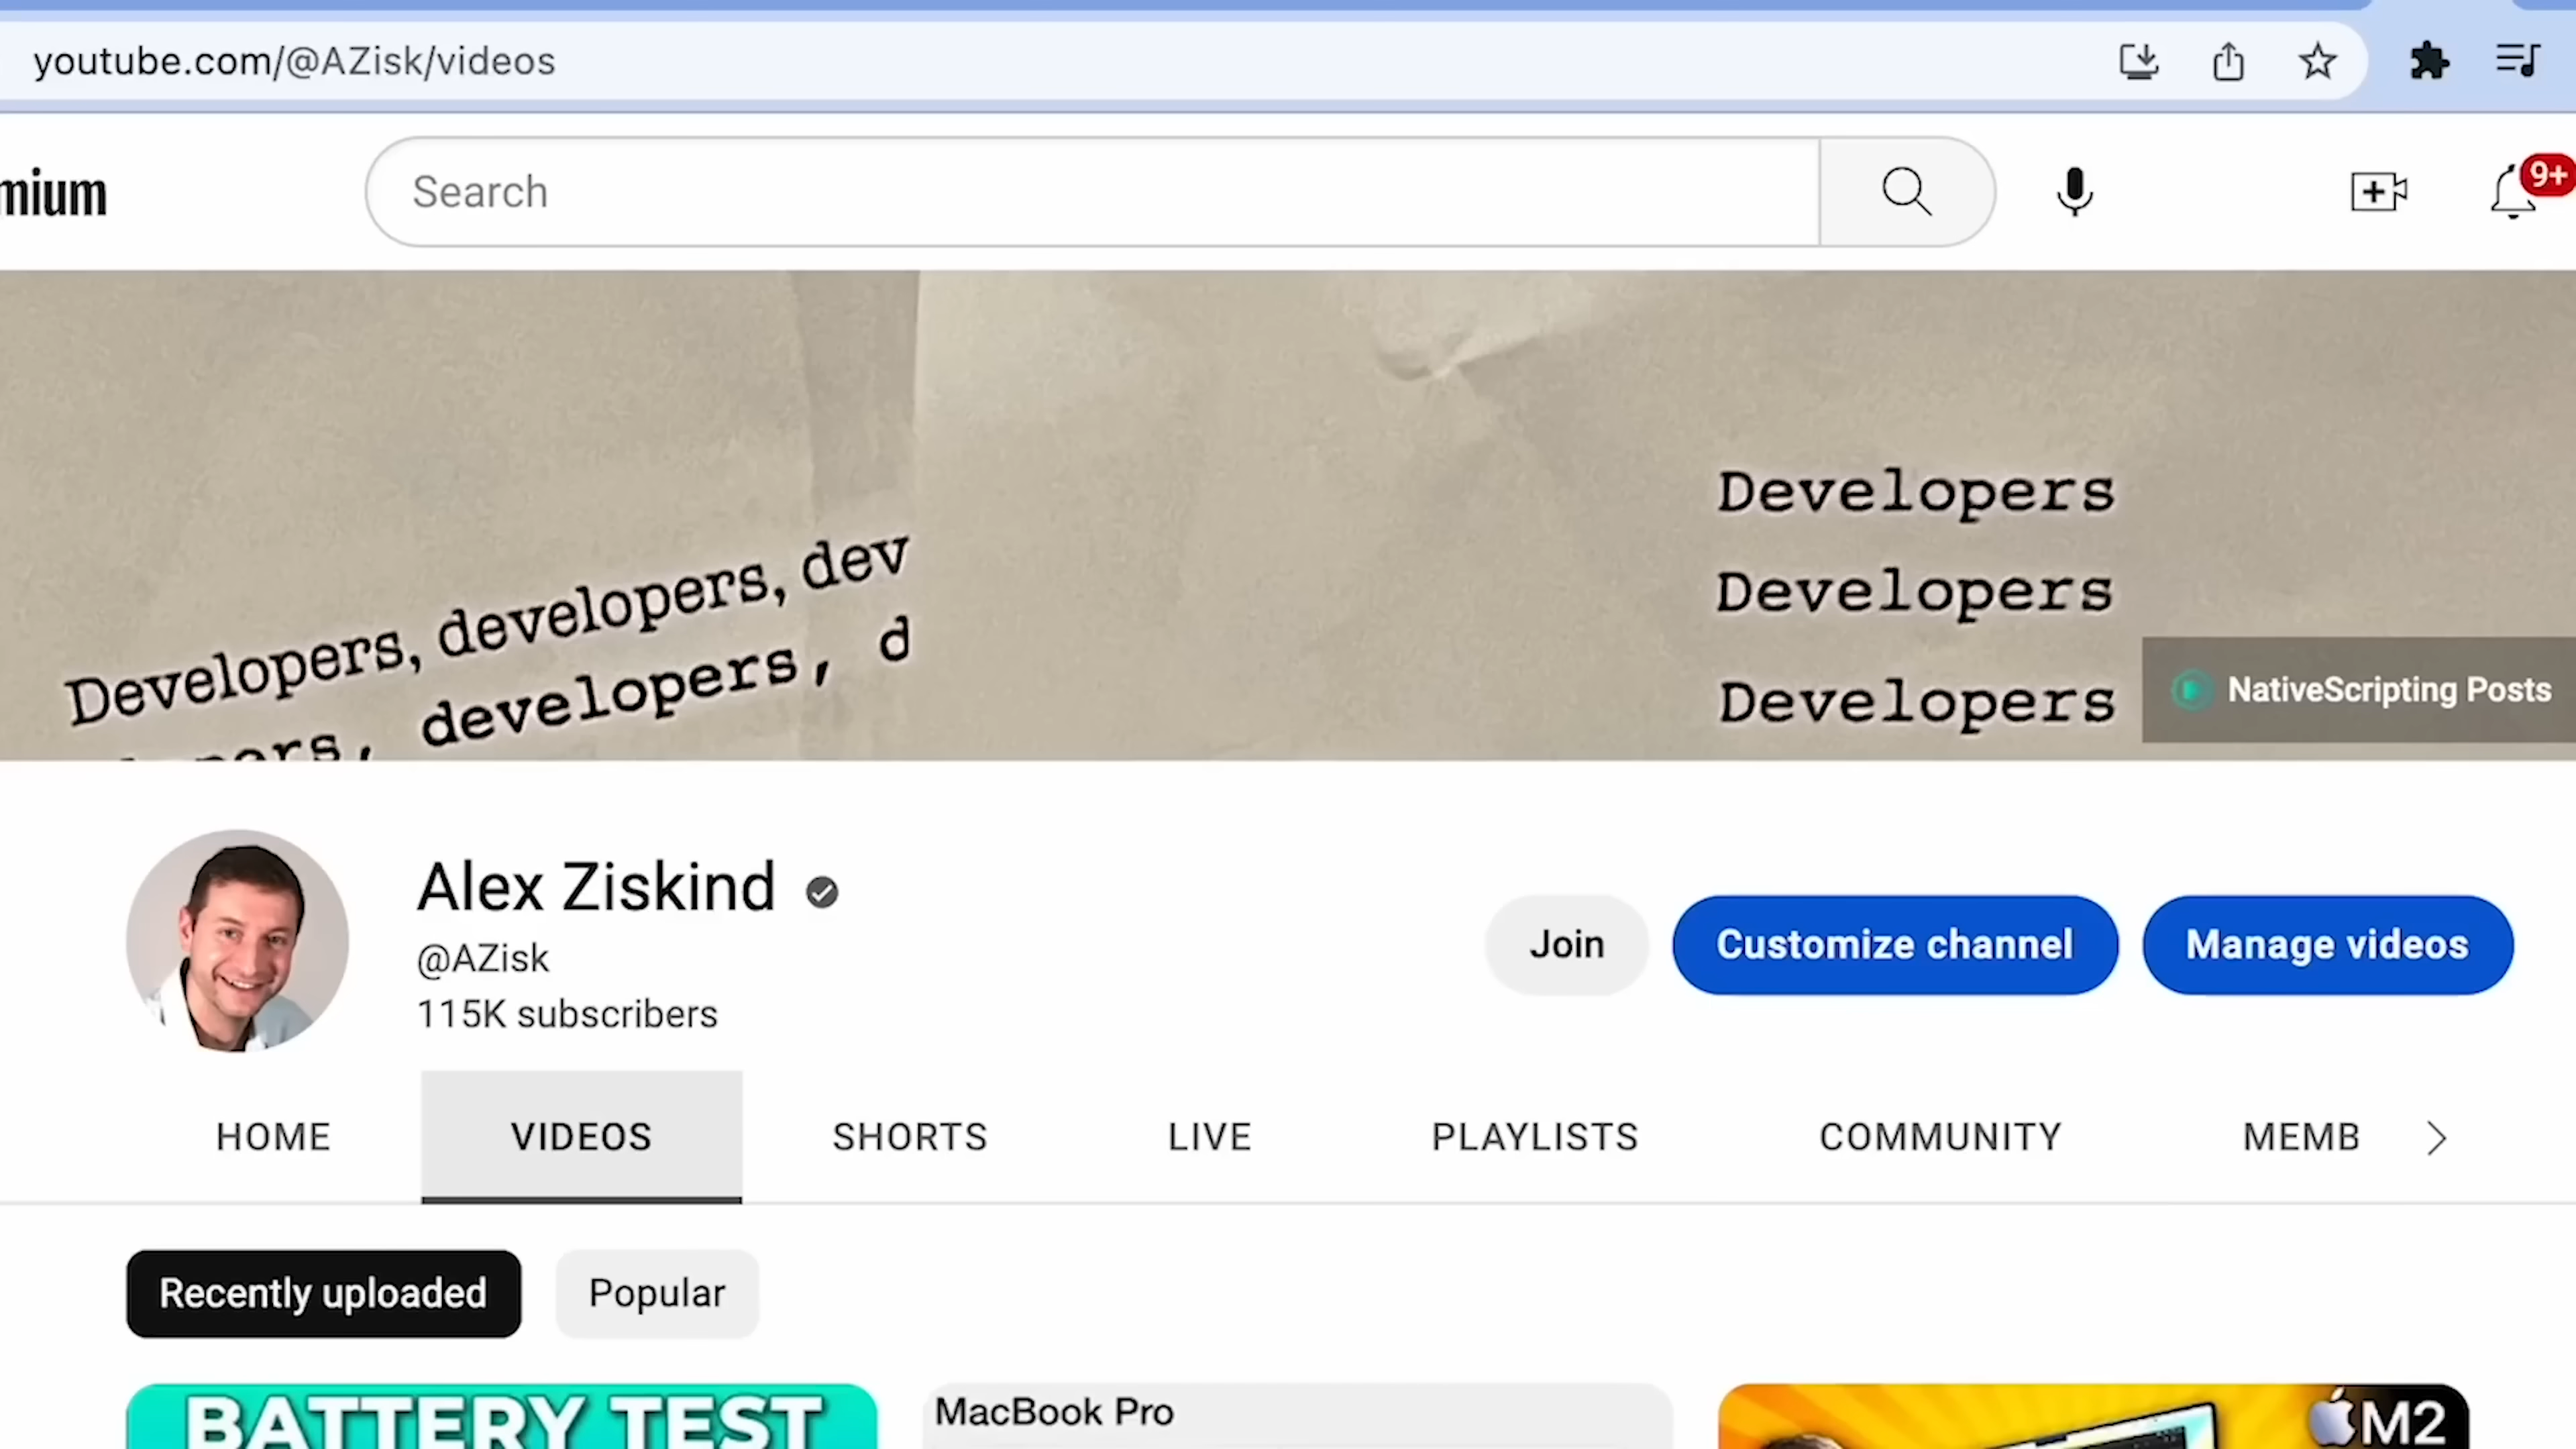 youtube.com/@AZisk/videos
mium
Search
9+
Developers, developers, dev
developers, d
pers,
Developers
Developers
Developers
NativeScripting Posts
Alex Ziskind
@AZisk
115K subscribers
Join
Customize channel
Manage videos
HOME
VIDEOS
SHORTS
LIVE
PLAYLISTS
COMMUNITY
MEMB
Recently uploaded
Popular
BATTERY TEST
MacBook Pro
M2